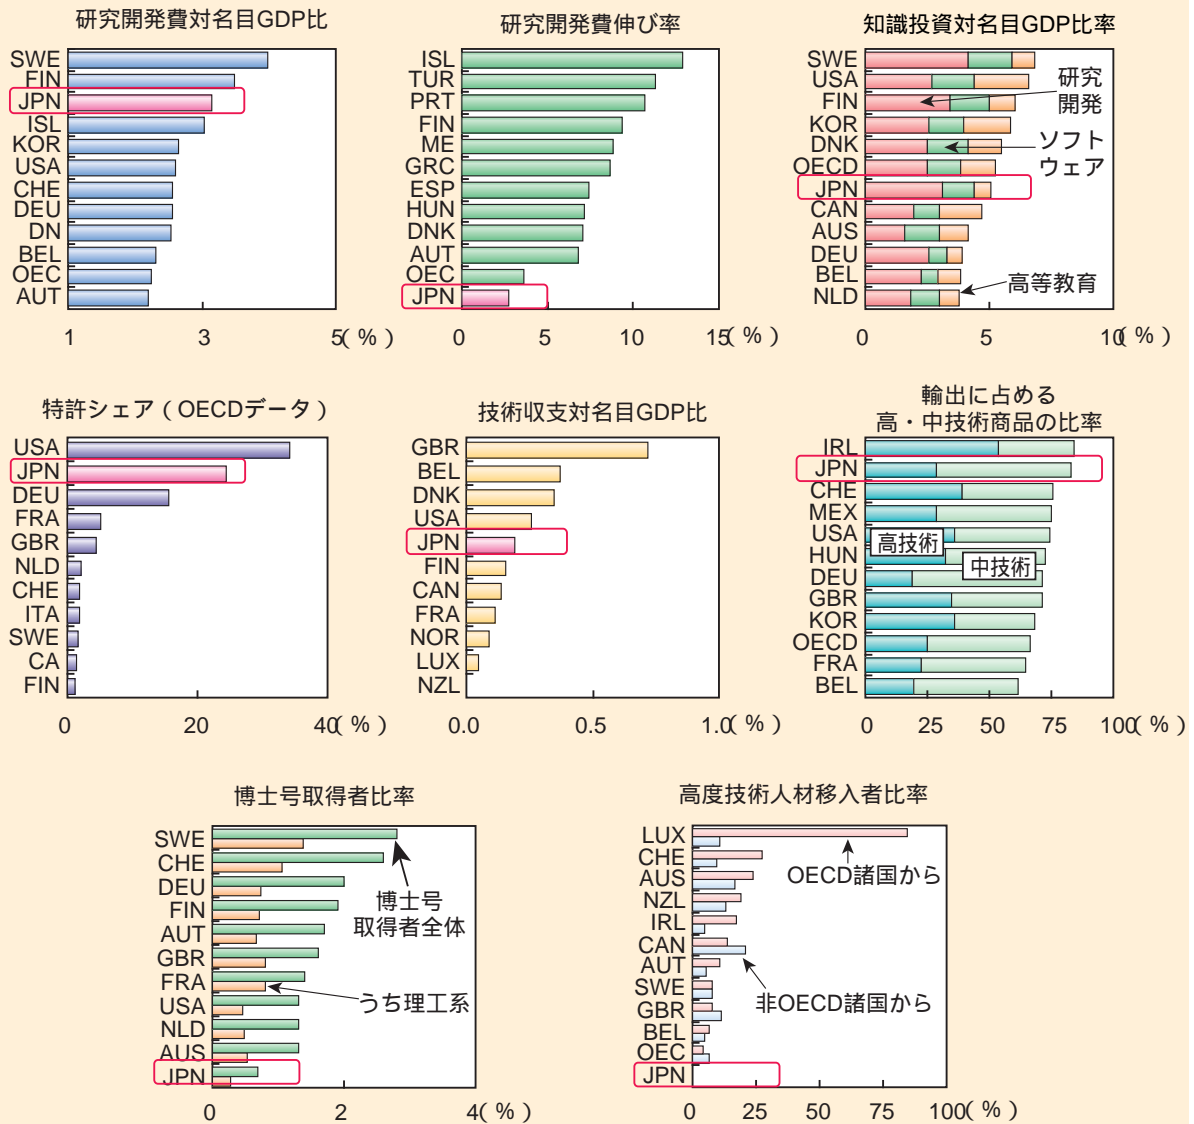 研究開発費対名目GDP比
SWE
FIN
JPN
ISL
KOR
USA
CHE
DEU
DN
BEL
OEC
AUT
1 3 5(%)
研究開発費伸び率
ISL
TUR
PRT
FIN
ME
GRC
ESP
HUN
DNK
AUT
OEC
JPN
0 5 10 15(%)
知識投資対名目GDP比率
SWE
USA
FIN
KOR
DNK
OECD
JPN
CAN
AUS
DEU
BEL
NLD
研究
開発
ソフト
ウェア
高等教育
0 5 10(%)
特許シェア(OECDデータ)
USA
JPN
DEU
FRA
GBR
NLD
CHE
ITA
SWE
CA
FIN
0 20 40(%)
技術収支対名目GDP比
GBR
BEL
DNK
USA
JPN
FIN
CAN
FRA
NOR
LUX
NZL
0.0 0.5 1.0(%)
輸出に占める
高・中技術商品の比率
IRL
JPN
CHE
MEX
USA
HUN
DEU
GBR
KOR
OECD
FRA
BEL
高技術
中技術
0 25 50 75 100(%)
博士号取得者比率
SWE
CHE
DEU
FIN
AUT
GBR
FRA
USA
NLD
AUS
JPN
博士号
取得者全体
うち理工系
0 2 4(%)
高度技術人材移入者比率
LUX
CHE
AUS
NZL
IRL
CAN
AUT
SWE
GBR
BEL
OEC
JPN
OECD諸国から
非OECD諸国から
0 25 50 75 100(%)